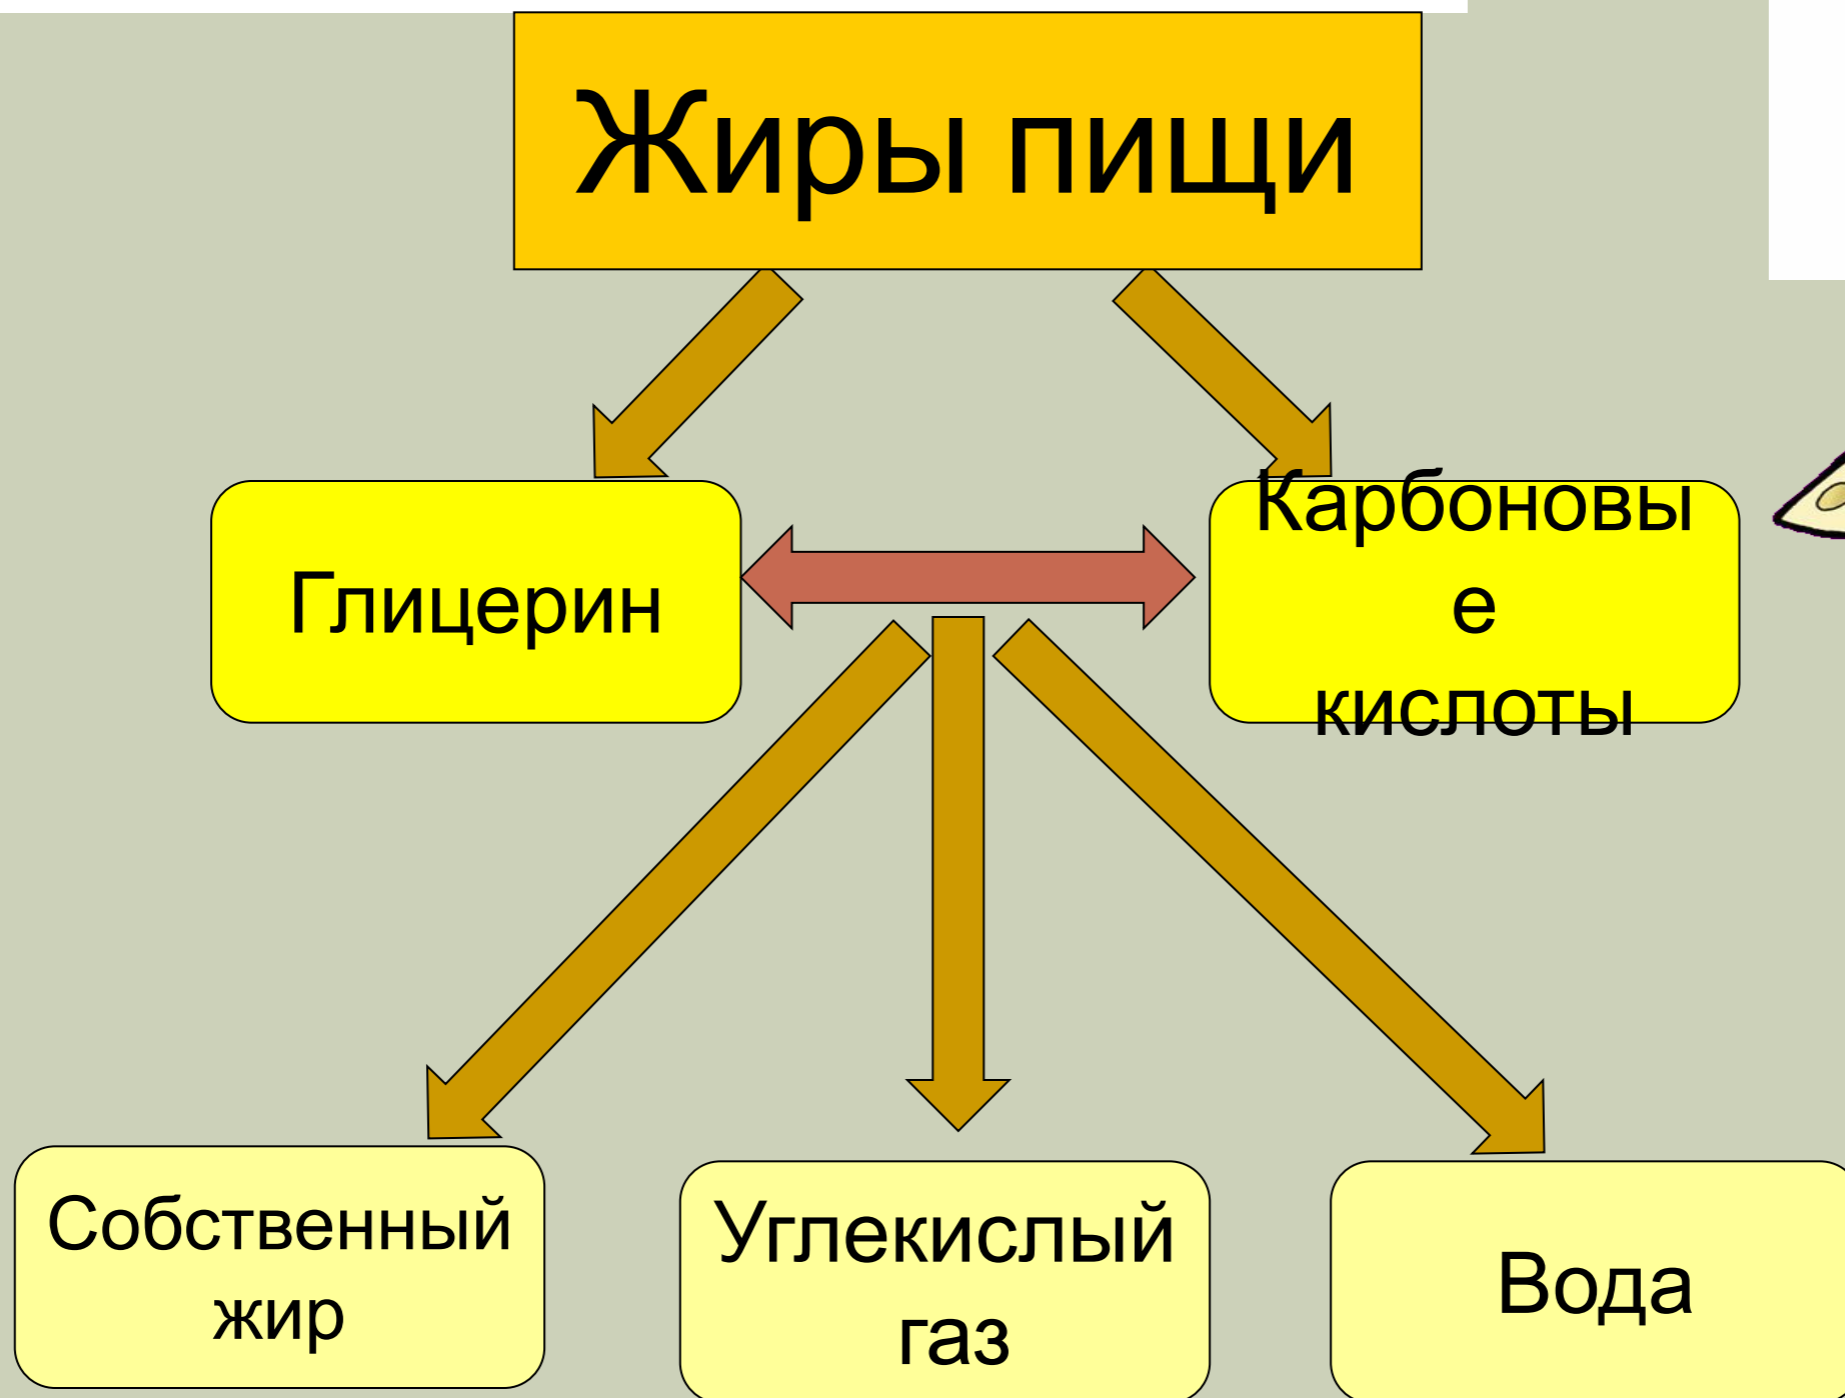 Жиры пищи
Глицерин
Карбоновы
е
кислоты
Собственный
жир
Углекислый
газ
Вода